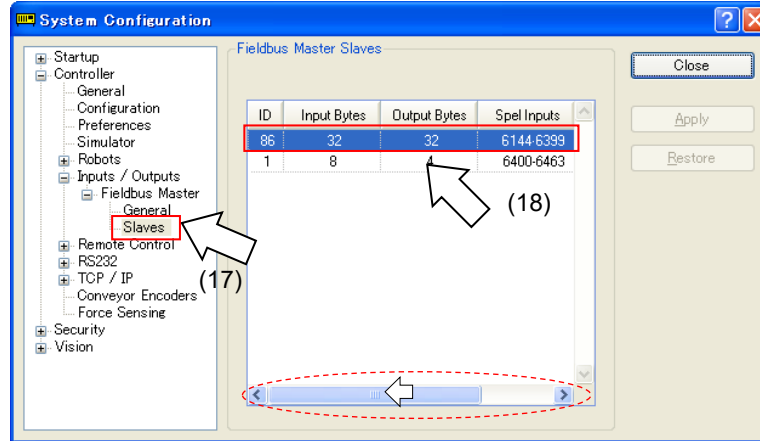 System Configuration
Startup
Controller
General
Configuration
Preferences
Simulator
Robots
Inputs / Outputs
Fieldbus Master
General
Slaves
Remote Control
RS232
TCP / IP
Conveyor Encoders
Force Sensing
Security
Vision
(17)
Fieldbus Master Slaves
ID Input Bytes Output Bytes Spel Inputs
86 32 32 6144-6399
1 8 4 6400-6463
(18)
Close
Apply
Restore